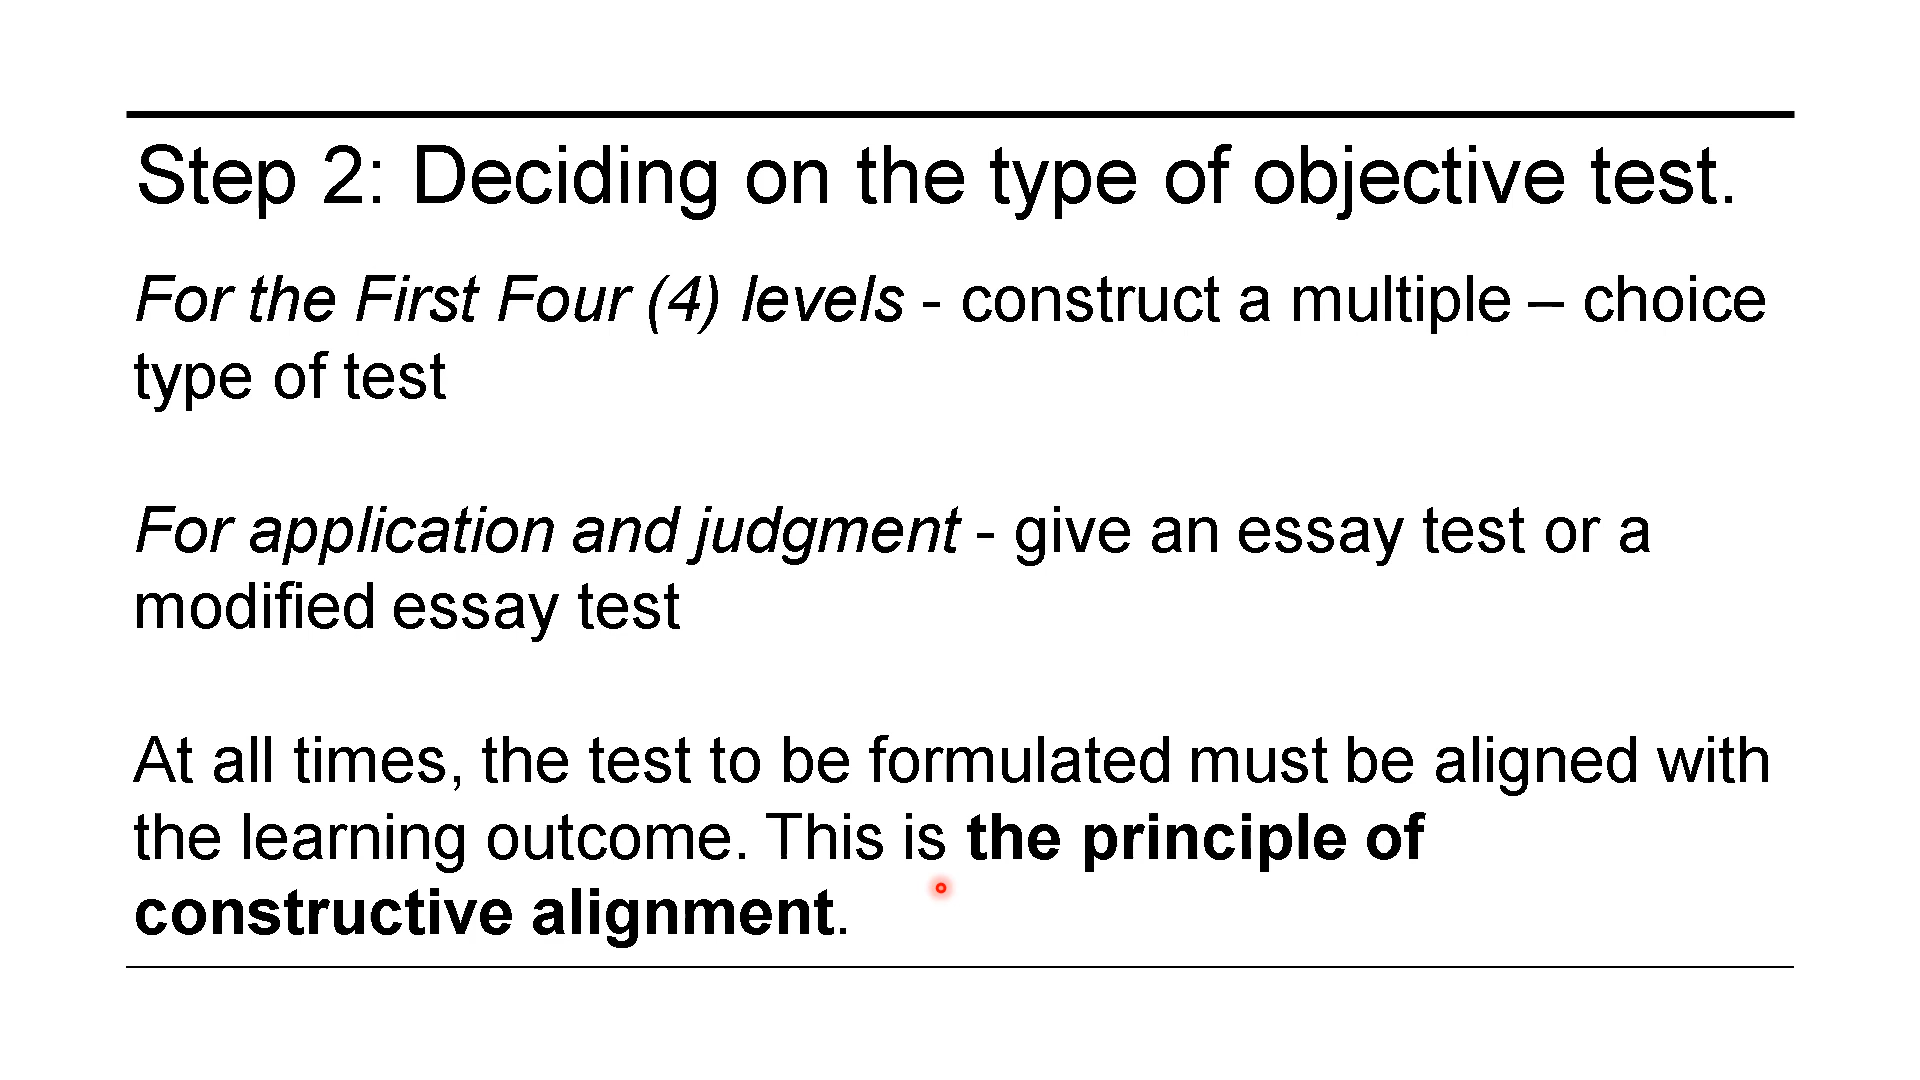 Step 2: Deciding on the type of objective test.
For the First Four (4) levels - construct a multiple – choice
type of test
For application and judgment - give an essay test or a
modified essay test
At all times, the test to be formulated must be aligned with
the learning outcome. This is the principle of
constructive alignment.